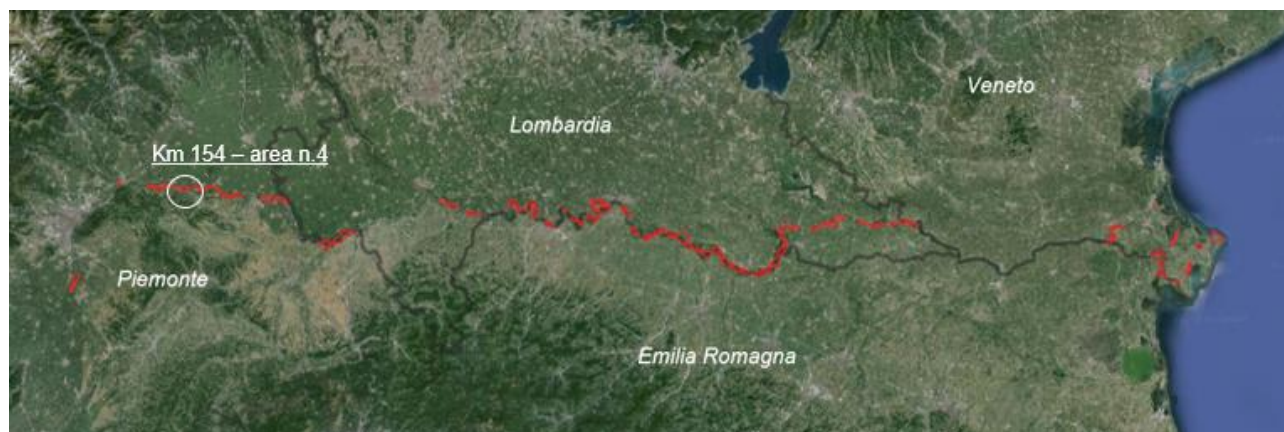 Veneto
Lombardia
Km 154 – area n.4
Piemonte
Emilia Romagna